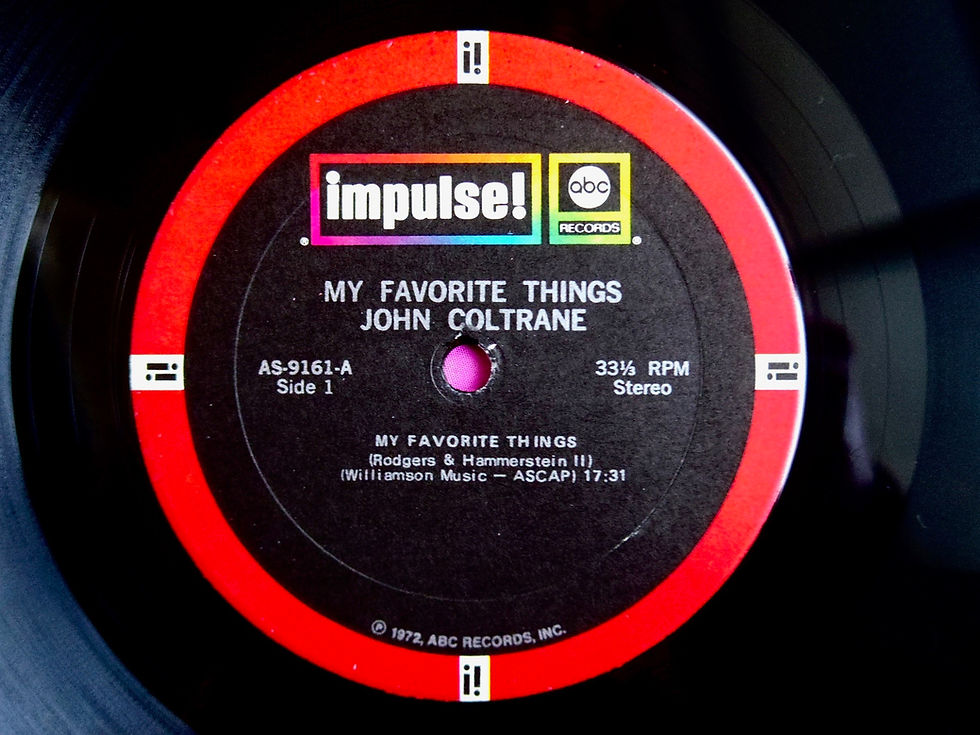 i!
impulse!
abc
RECORDS
®
®
MY FAVORITE THINGS
JOHN COLTRANE
AS-9161-A
Side 1
33⅓ RPM
Stereo
i!
i!
MY FAVORITE THINGS
(Rodgers & Hammerstein II)
(Williamson Music — ASCAP) 17:31
℗ 1972, ABC RECORDS, INC.
i!